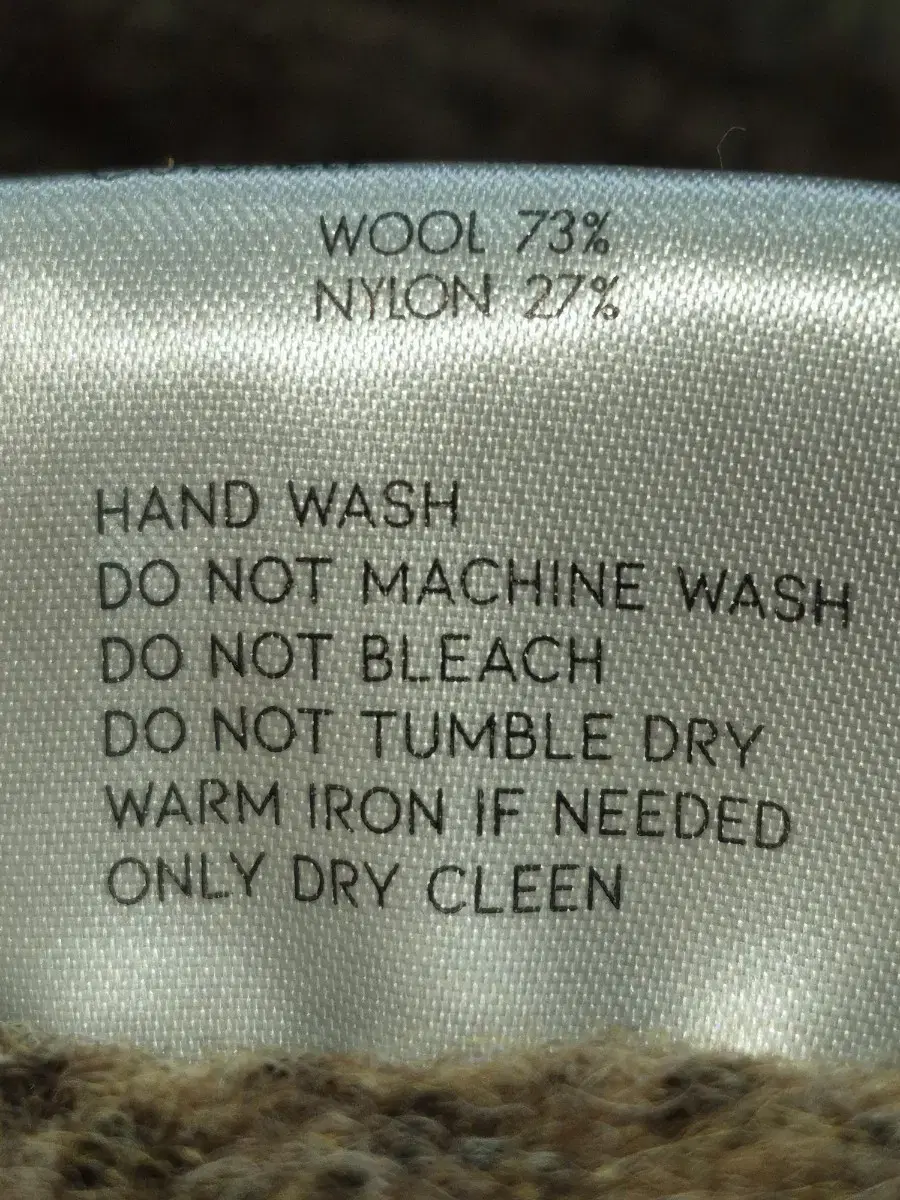 WOOL 73%
NYLON 27%
HAND WASH
DO NOT MACHINE WASH
DO NOT BLEACH
DO NOT TUMBLE DRY
WARM IRON IF NEEDED
ONLY DRY CLEEN